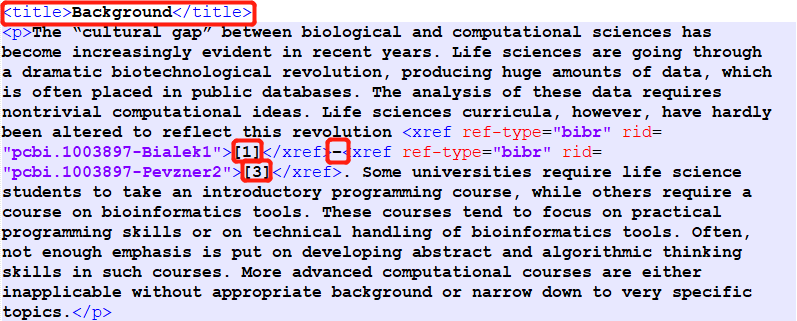 <title>Background</title>
<p>The “cultural gap” between biological and computational sciences has
become increasingly evident in recent years. Life sciences are going through
a dramatic biotechnological revolution, producing huge amounts of data, which
is often placed in public databases. The analysis of these data requires
nontrivial computational ideas. Life sciences curricula, however, have hardly
been altered to reflect this revolution <xref ref-type="bibr" rid=
"pcbi.1003897-Bialek1">[1]</xref>–<xref ref-type="bibr" rid=
"pcbi.1003897-Pevzner2">[3]</xref>. Some universities require life science
students to take an introductory programming course, while others require a
course on bioinformatics tools. These courses tend to focus on practical
programming skills or on technical handling of bioinformatics tools. Often,
not enough emphasis is put on developing abstract and algorithmic thinking
skills in such courses. More advanced computational courses are either
inapplicable without appropriate background or narrow down to very specific
topics.</p>